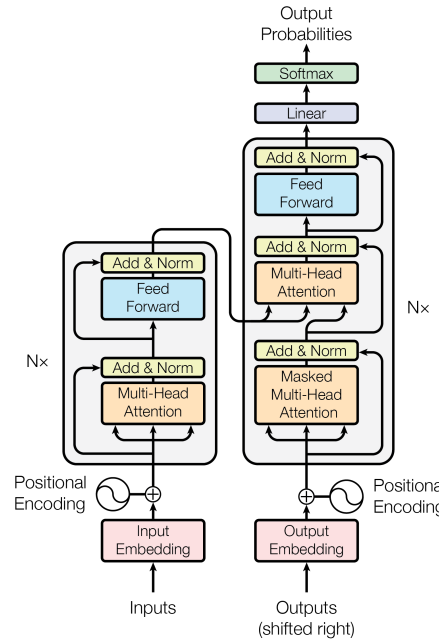 Output
Probabilities
Softmax
Linear
Add & Norm
Feed
Forward
Add & Norm
Multi-Head
Attention
Add & Norm
Masked
Multi-Head
Attention
N×
Add & Norm
Feed
Forward
Add & Norm
Multi-Head
Attention
N×
Positional
Encoding
Input
Embedding
Inputs
Positional
Encoding
Output
Embedding
Outputs
(shifted right)